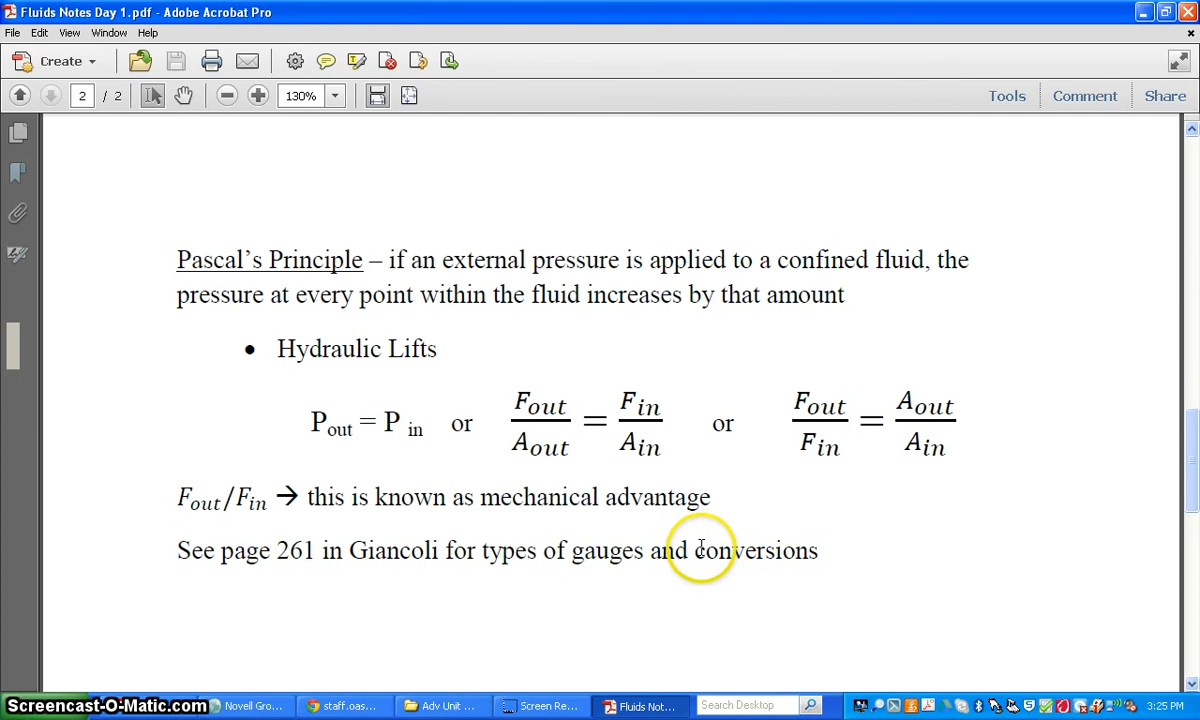 Fluids Notes Day 1.pdf - Adobe Acrobat Pro
File Edit View Window Help
Create
2 / 2 130% Tools Comment Share
Pascal's Principle – if an external pressure is applied to a confined fluid, the
pressure at every point within the fluid increases by that amount
• Hydraulic Lifts
P_out = P_in or F_out/A_out = F_in/A_in or F_out/F_in = A_out/A_in
F_out/F_in → this is known as mechanical advantage
See page 261 in Giancoli for types of gauges and conversions
Screencast-O-Matic.com Novell Gro... staff.oas... Adv Unit ... Screen Re... Fluids Not... Search Desktop 3:25 PM